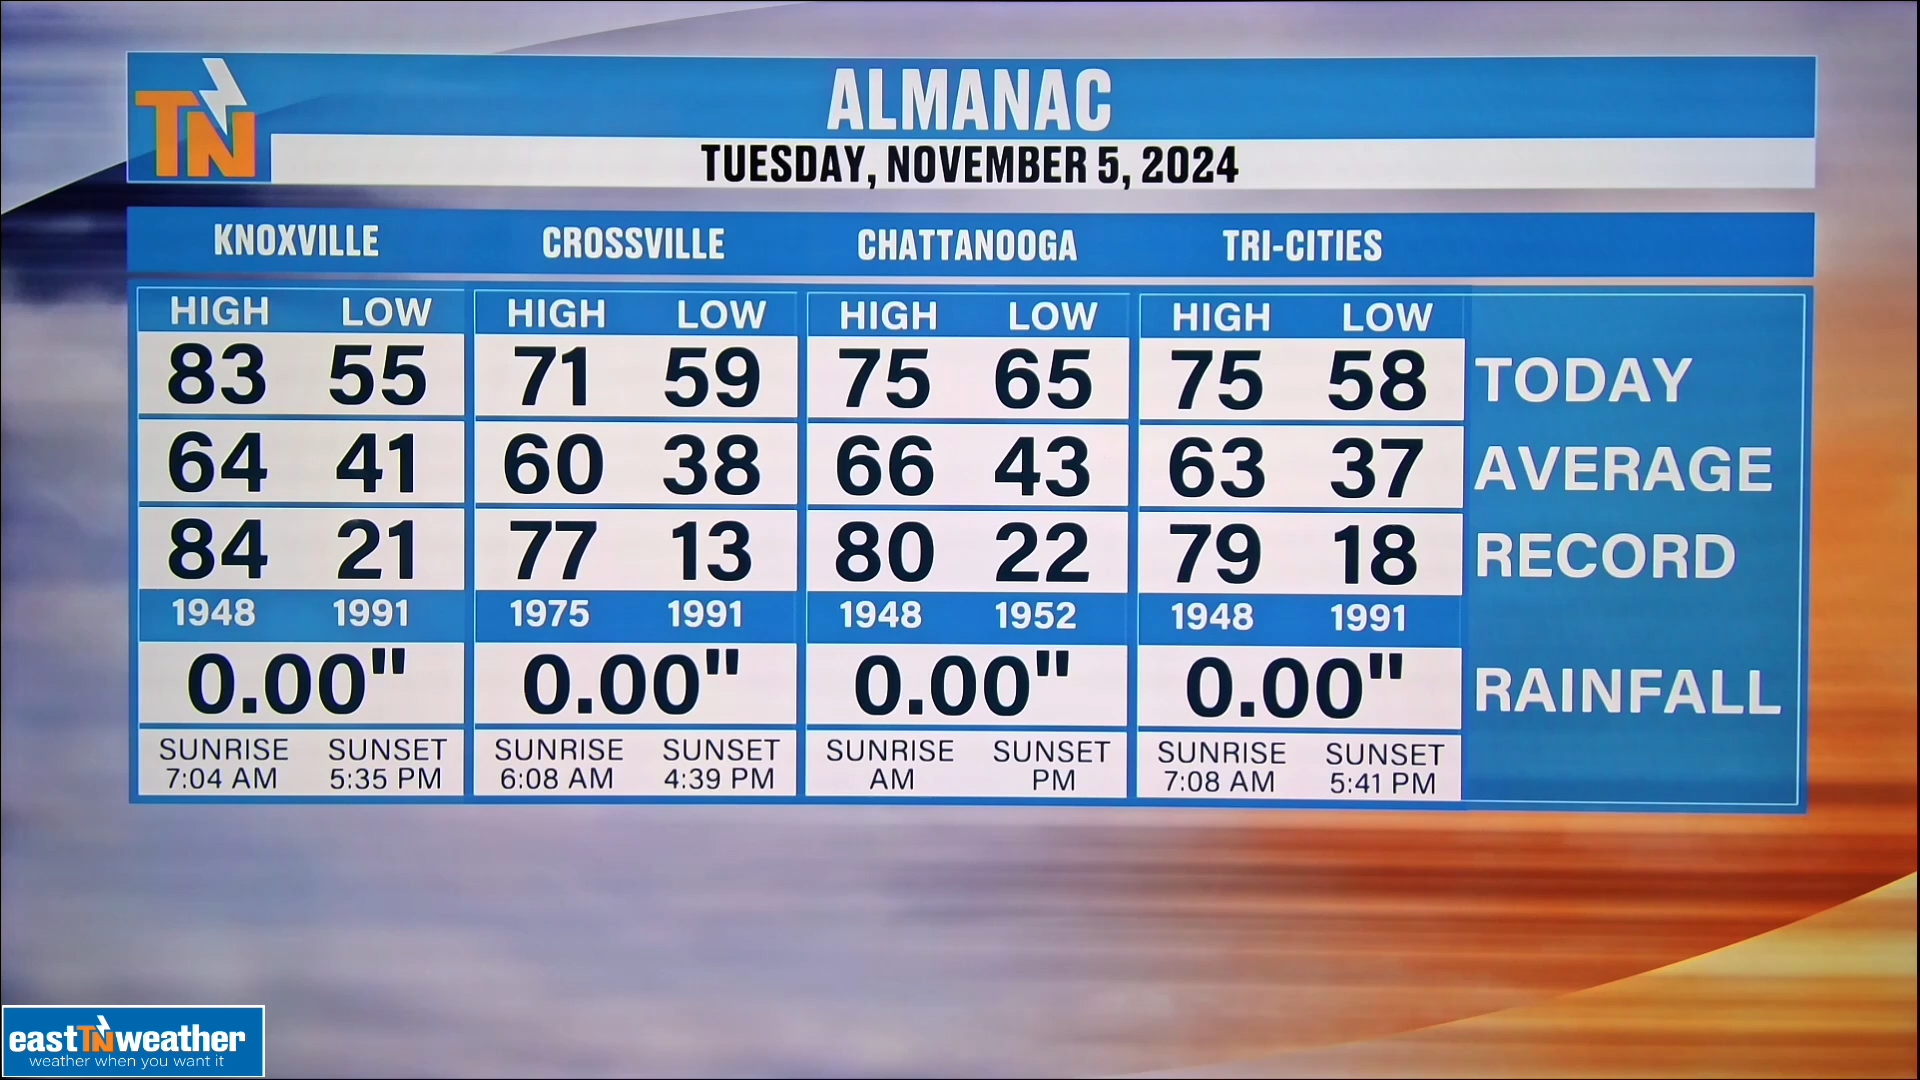 TN
ALMANAC
TUESDAY, NOVEMBER 5, 2024
KNOXVILLE CROSSVILLE CHATTANOOGA TRI-CITIES
HIGH LOW HIGH LOW HIGH LOW HIGH LOW
83 55 71 59 75 65 75 58 TODAY
64 41 60 38 66 43 63 37 AVERAGE
84 21 77 13 80 22 79 18 RECORD
1948 1991 1975 1991 1948 1952 1948 1991
0.00" 0.00" 0.00" 0.00" RAINFALL
SUNRISE SUNSET SUNRISE SUNSET SUNRISE SUNSET SUNRISE SUNSET
7:04 AM 5:35 PM 6:08 AM 4:39 PM AM PM 7:08 AM 5:41 PM
eastTNweather
weather when you want it